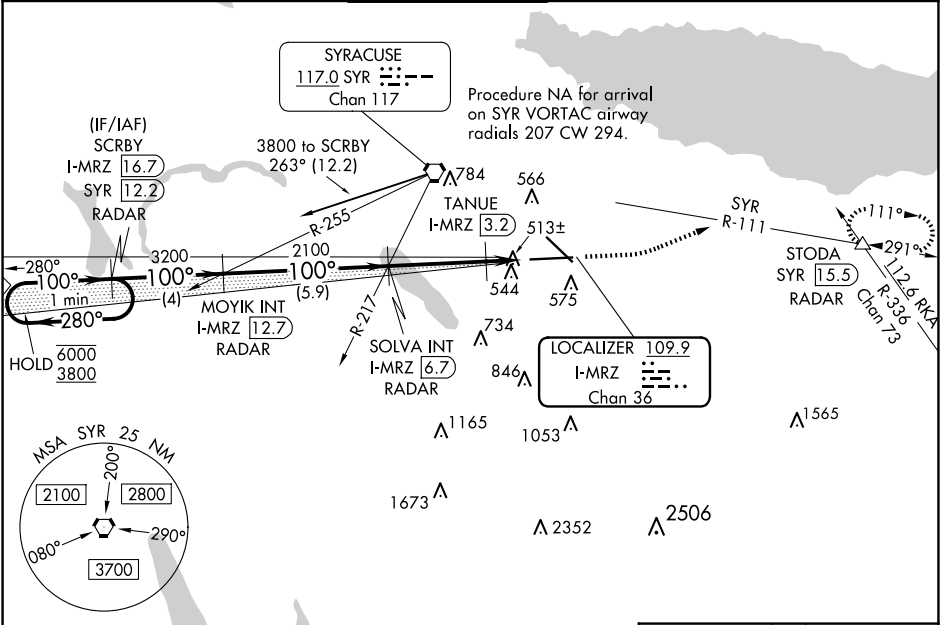 SYRACUSE
117.0 SYR
Chan 117
Procedure NA for arrival
on SYR VORTAC airway
radials 207 CW 294.
(IF/IAF)
SCRBY
I-MRZ 16.7
SYR 12.2
RADAR
3800 to SCRBY
263° (12.2)
R-255
784
566
TANUE
I-MRZ 3.2
513±
SYR
R-111
111°
291°
STODA
SYR 15.5
RADAR
112.6 RKA
R-336
Chan 73
280°
100°
1 min
280°
3200
100°
(4)
2100
100°
(5.9)
544
575
MOYIK INT
I-MRZ 12.7
RADAR
R-217
SOLVA INT
I-MRZ 6.7
RADAR
HOLD 6000
3800
734
846
LOCALIZER 109.9
I-MRZ
Chan 36
1165
1053
1565
1673
2352
2506
MSA SYR 25 NM
200°
2100
2800
080°
290°
3700